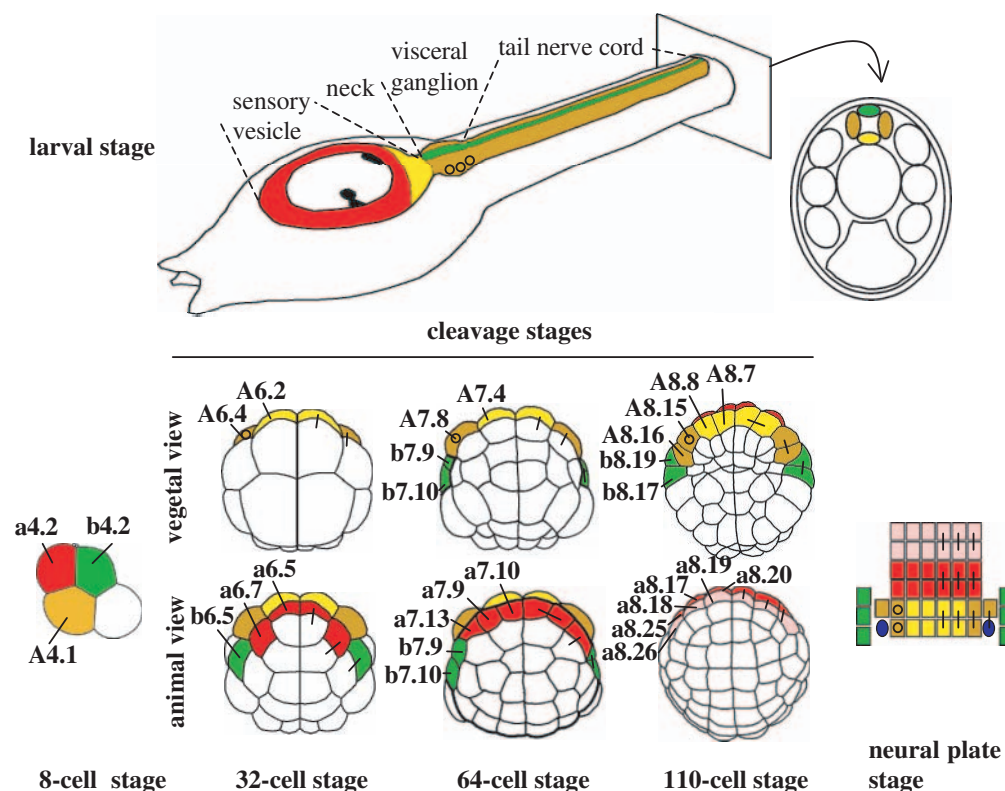 visceral
ganglion
tail nerve cord
neck
sensory
vesicle
larval stage
cleavage stages
vegetal view
A6.2
A6.4
A7.4
A7.8
b7.9
b7.10
A8.7
A8.8
A8.15
A8.16
b8.19
b8.17
a4.2
b4.2
A4.1
animal view
a6.5
a6.7
b6.5
a7.10
a7.9
a7.13
b7.9
b7.10
a8.19
a8.20
a8.17
a8.18
a8.25
a8.26
8-cell stage
32-cell stage
64-cell stage
110-cell stage
neural plate
stage